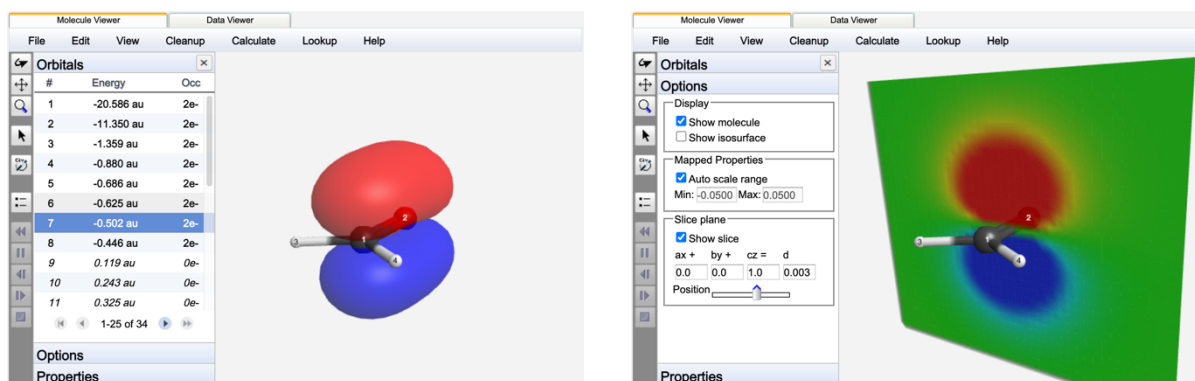 Molecule Viewer Data Viewer
File Edit View Cleanup Calculate Lookup Help
Orbitals ×
# Energy Occ
1 -20.586 au 2e-
2 -11.350 au 2e-
3 -1.359 au 2e-
4 -0.880 au 2e-
5 -0.686 au 2e-
6 -0.625 au 2e-
7 -0.502 au 2e-
8 -0.446 au 2e-
9 0.119 au 0e-
10 0.243 au 0e-
11 0.325 au 0e-
1-25 of 34
Options
Properties
2
3
1
4
Molecule Viewer Data Viewer
File Edit View Cleanup Calculate Lookup Help
Orbitals ×
Options
Display
Show molecule
Show isosurface
Mapped Properties
Auto scale range
Min: -0.0500 Max: 0.0500
Slice plane
Show slice
ax + by + cz = d
0.0 0.0 1.0 0.003
Position
Properties
2
3
1
4